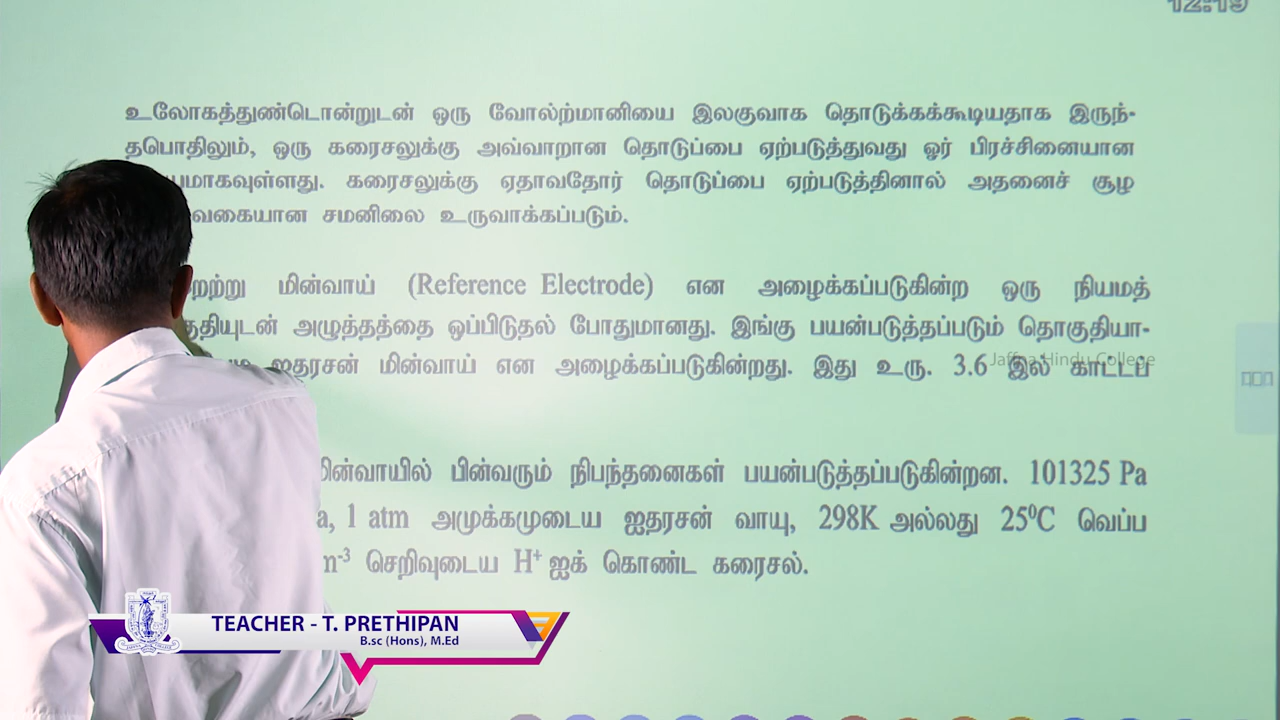 12:19
உலோகத்துண்டொன்றுடன் ஒரு வோல்ற்மானியை இலகுவாக தொடுக்கக்கூடியதாக இருந்-
தபொதிலும், ஒரு கரைசலுக்கு அவ்வாறான தொடுப்பை ஏற்படுத்துவது ஓர் பிரச்சினையான
யமாகவுள்ளது. கரைசலுக்கு ஏதாவதோர் தொடுப்பை ஏற்படுத்தினால் அதனைச் சூழ
வகையான சமனிலை உருவாக்கப்படும்.
மின்வாய் (Reference Electrode) என அழைக்கப்படுகின்ற ஒரு நியமத்
தியுடன் அழுத்தத்தை ஒப்பிடுதல் போதுமானது. இங்கு பயன்படுத்தப்படும் தொகுதியா-
ஐதரசன் மின்வாய் என அழைக்கப்படுகின்றது. இது உரு. 3.6 இல் காட்டப்
Jaffna Hindu College
மின்வாயில் பின்வரும் நிபந்தனைகள் பயன்படுத்தப்படுகின்றன. 101325 Pa
a, 1 atm அமுக்கமுடைய ஐதரசன் வாயு, 298K அல்லது 25⁰C வெப்ப
m⁻³ செறிவுடைய H⁺ ஐக் கொண்ட கரைசல்.
TEACHER - T. PRETHIPAN
B.sc (Hons), M.Ed